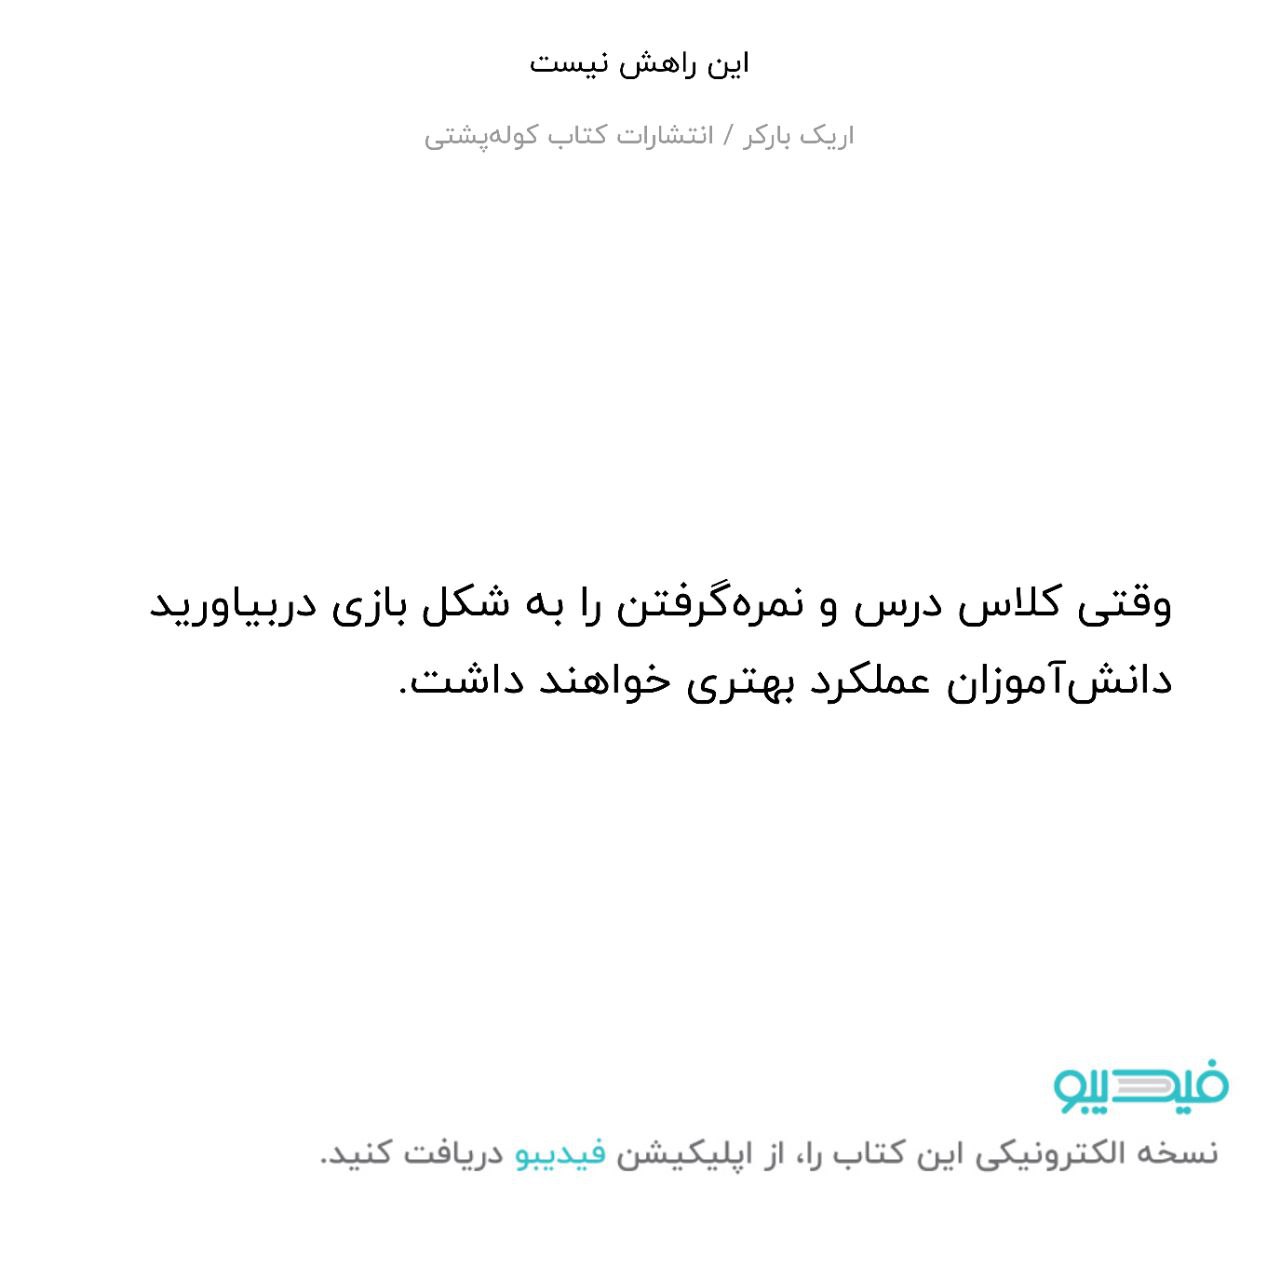 این راهش نیست
اریک بارکر / انتشارات کتاب کوله‌پشتی
وقتی کلاس درس و نمره‌گرفتن را به شکل بازی دربیاورید
دانش‌آموزان عملکرد بهتری خواهند داشت.
فیدیبو
نسخه الکترونیکی این کتاب را، از اپلیکیشن فیدیبو دریافت کنید.